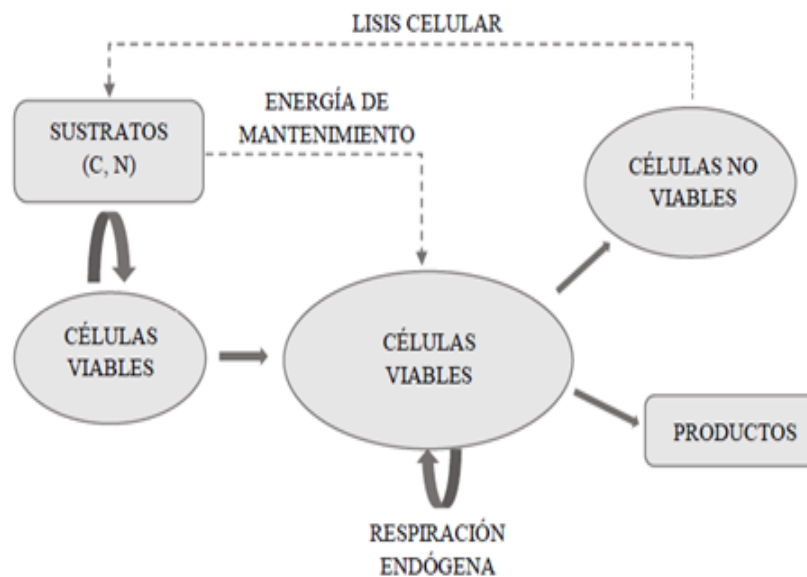 LISIS CELULAR
ENERGÍA DE
MANTENIMIENTO
SUSTRATOS
(C, N)
CÉLULAS NO
VIABLES
CÉLULAS
VIABLES
CÉLULAS
VIABLES
PRODUCTOS
RESPIRACIÓN
ENDÓGENA